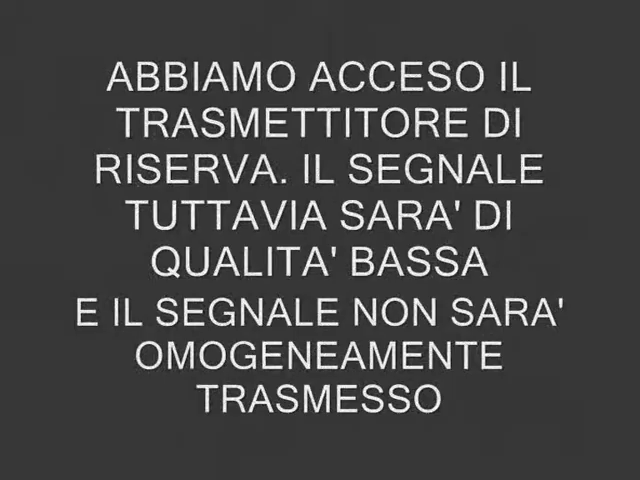 ABBIAMO ACCESO IL
TRASMETTITORE DI
RISERVA. IL SEGNALE
TUTTAVIA SARA' DI
QUALITA' BASSA
E IL SEGNALE NON SARA'
OMOGENEAMENTE
TRASMESSO